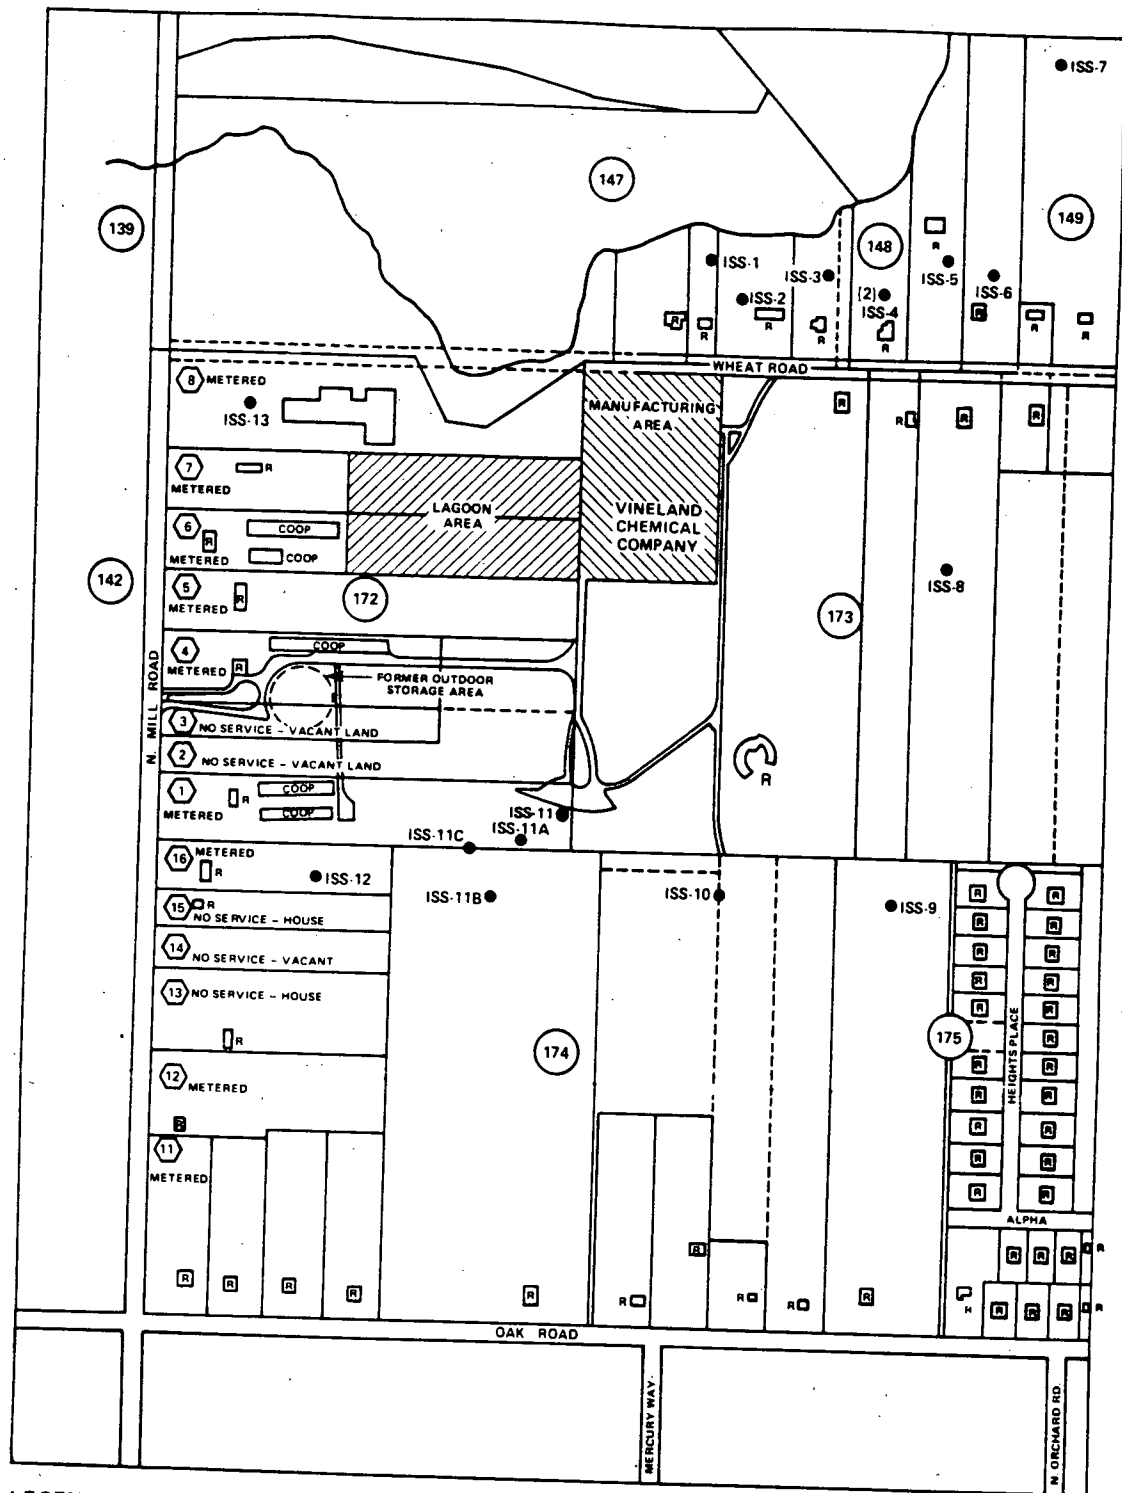 ISS-7
147
139
149
148
ISS-1
ISS-3
ISS-5
ISS-6
ISS-2
(2)
ISS-4
R
R
R
R
R
R
R
R
R
WHEAT ROAD
8 METERED
ISS-13
MANUFACTURING
AREA
R
R
R
R
7
R
METERED
LAGOON
AREA
VINELAND
CHEMICAL
COMPANY
6
R
COOP
METERED
COOP
ISS-8
142
5
METERED
R
172
173
4
COOP
METERED
R
FORMER OUTDOOR
STORAGE AREA
N. MILL ROAD
3 NO SERVICE - VACANT LAND
2 NO SERVICE - VACANT LAND
R
1
R
COOP
METERED
COOP
ISS-11
ISS-11A
ISS-11C
16 METERED
R
ISS-12
ISS-11B
ISS-10
ISS-9
15 R
NO SERVICE - HOUSE
14 NO SERVICE - VACANT
13 NO SERVICE - HOUSE
R
174
175
HEIGHTS PLACE
R R
R R
R R
R R
R R
R
R R
R R
R R
R R
R R
12 METERED
R
11
METERED
ALPHA
R
R R R R
R R R R R R R R R H R R R R
OAK ROAD
MERCURY WAY
N. ORCHARD RD.